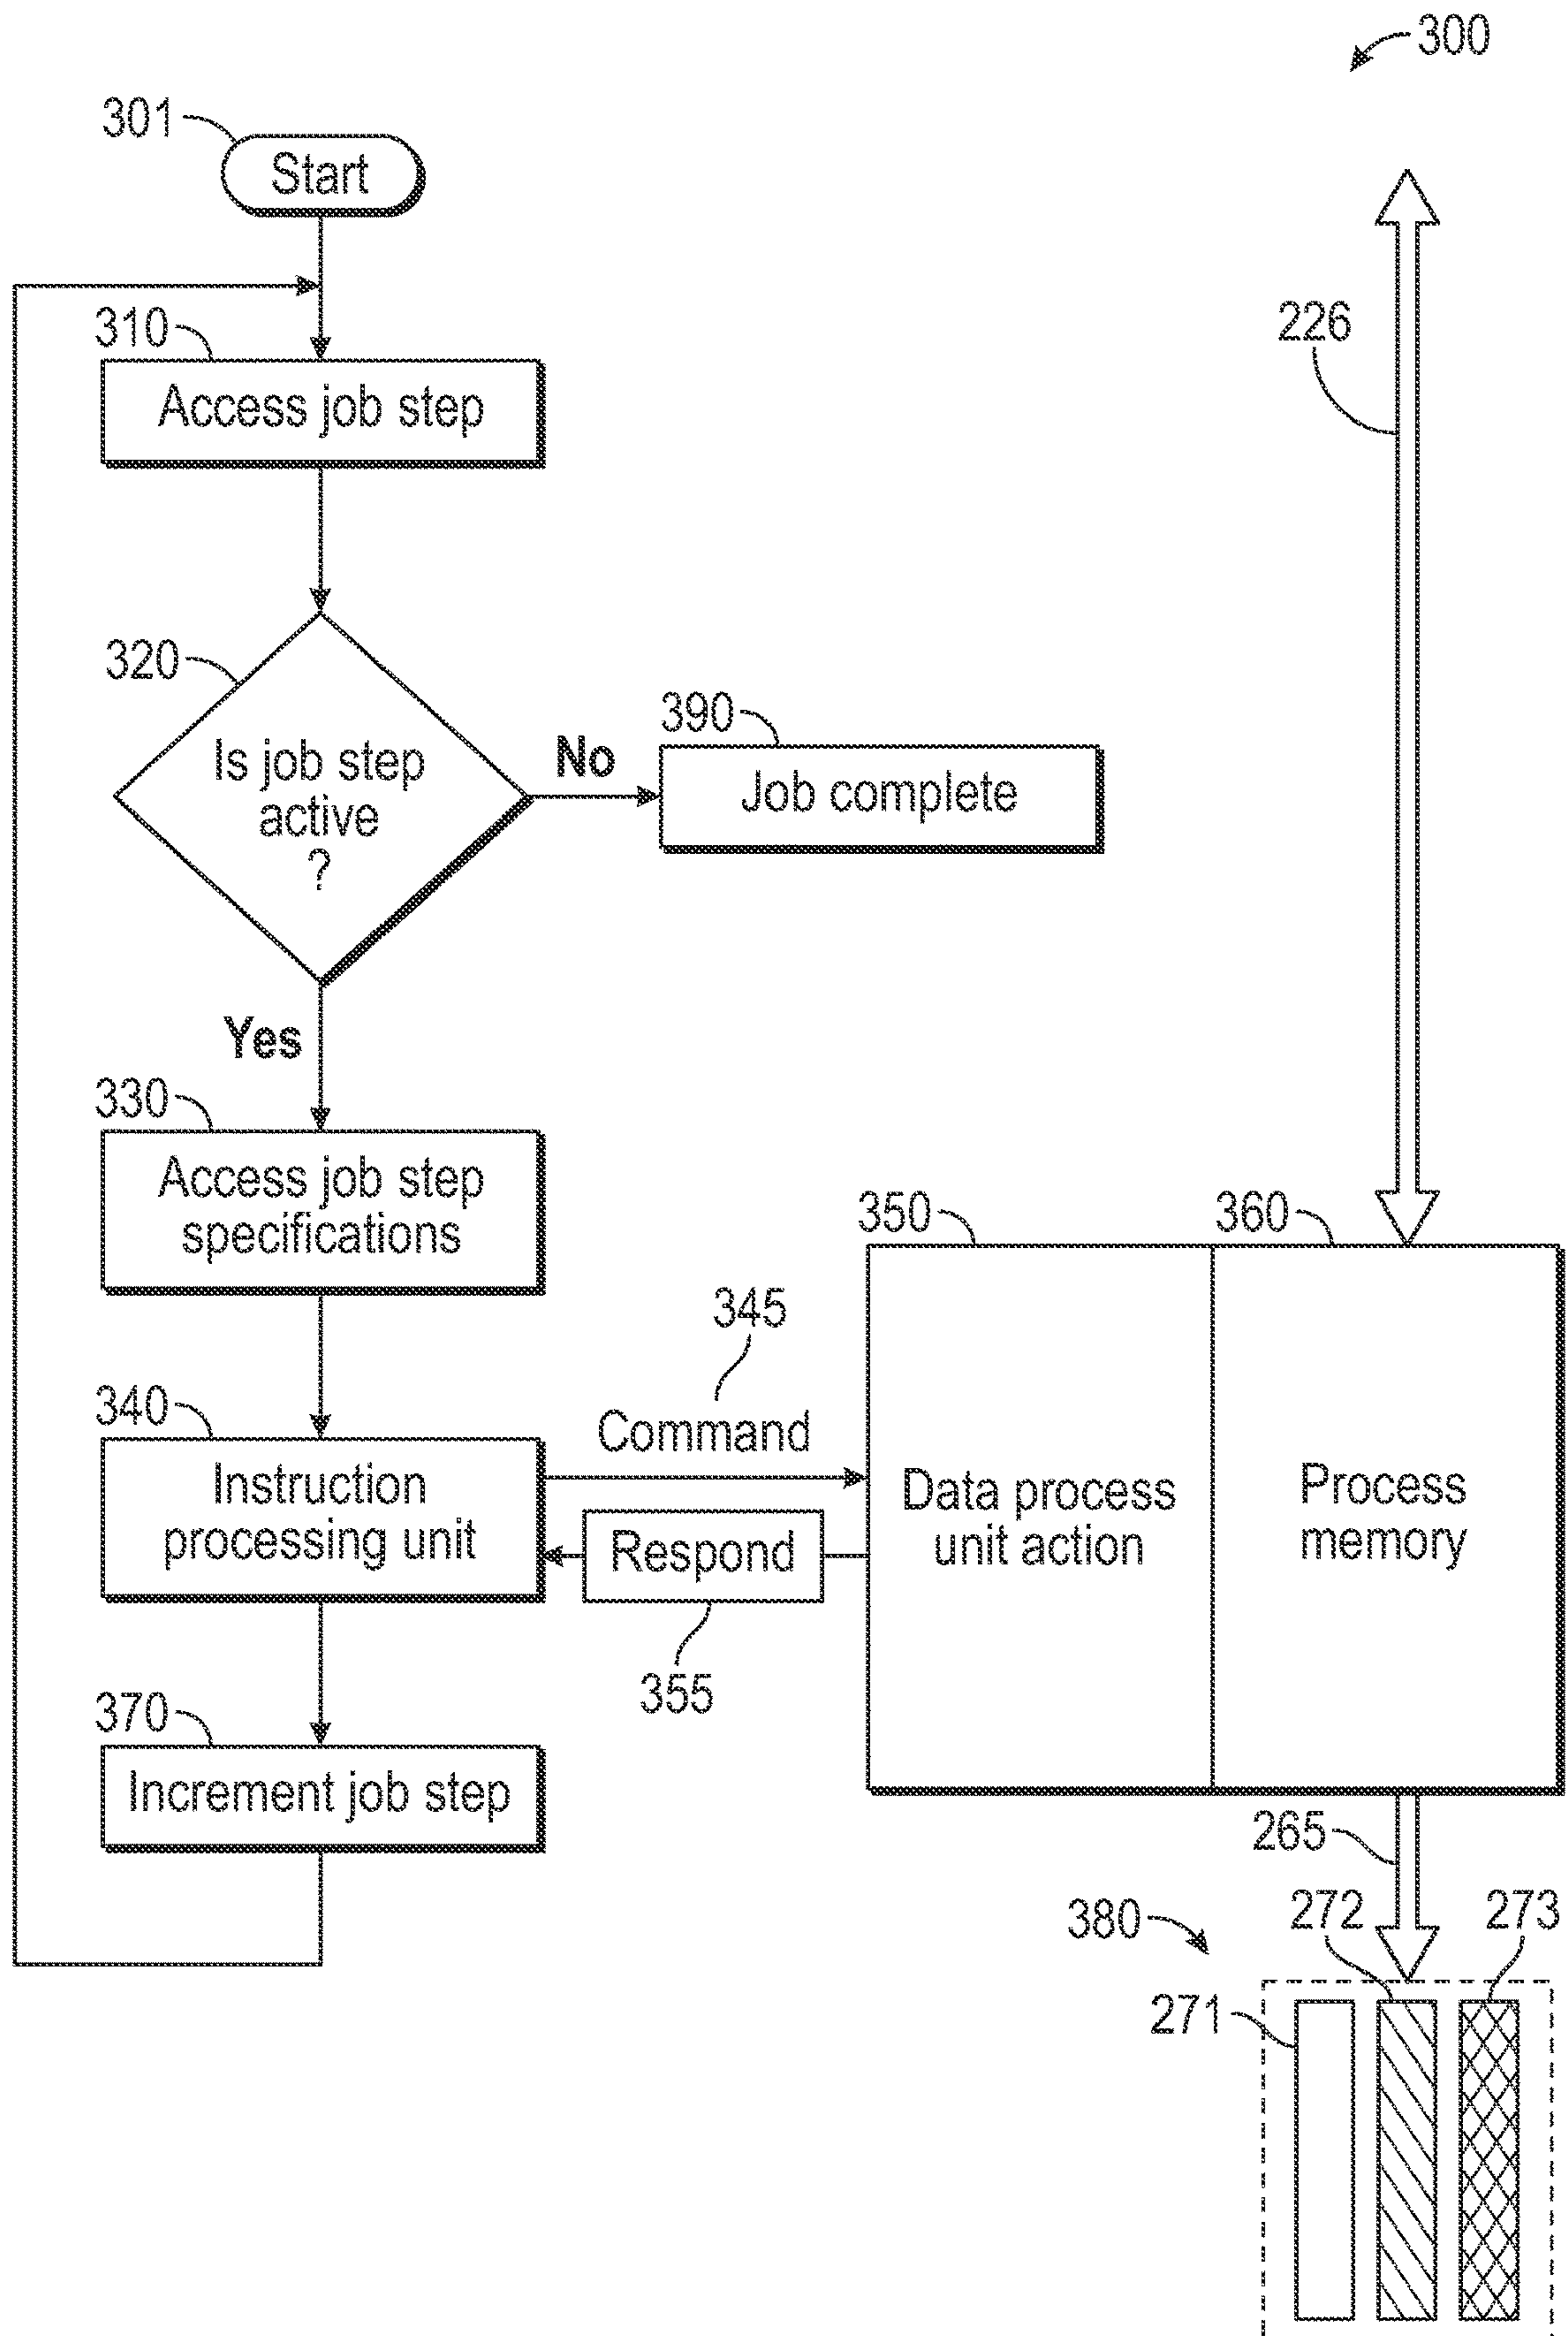 300
301
Start
310
Access job step
226
320
Is job step
active
?
No
390
Job complete
Yes
330
Access job step
specifications
350
360
345
Command
340
Instruction
processing unit
Data process
unit action
Process
memory
Respond
355
370
Increment job step
265
380
272
273
271